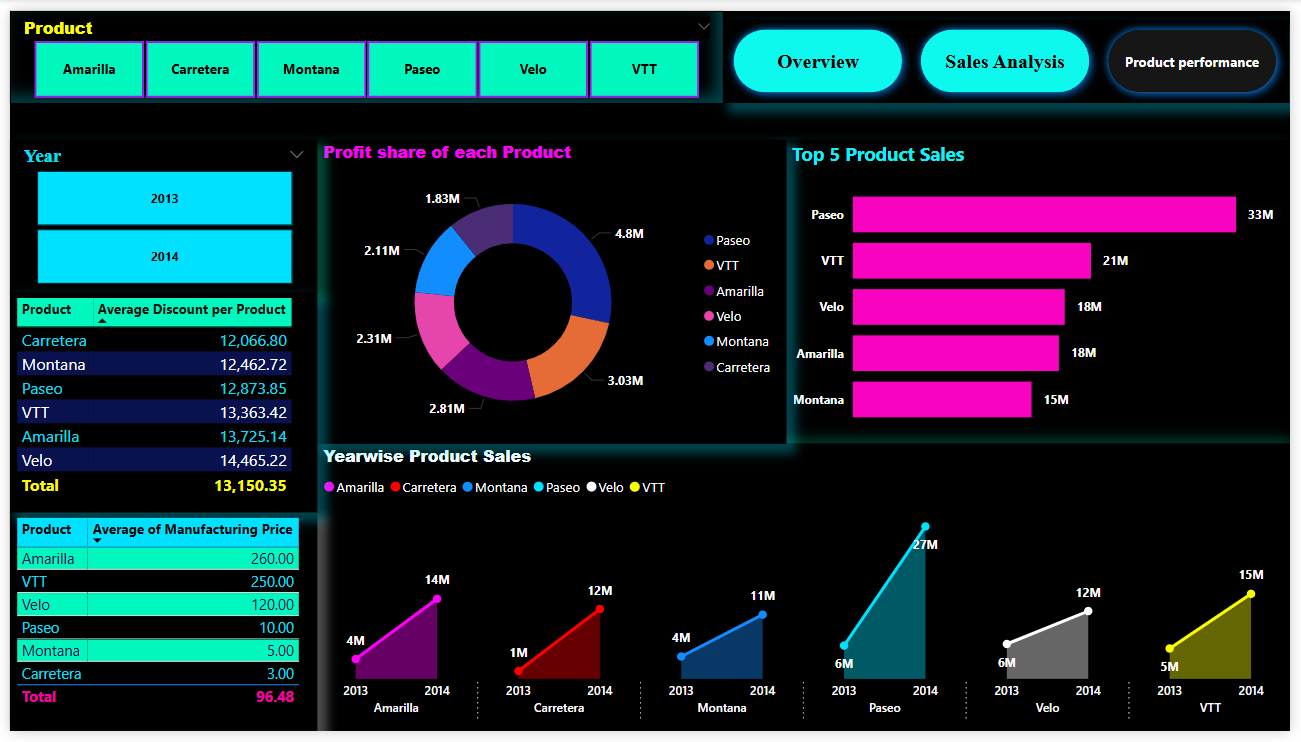 Product
Amarilla Carretera Montana Paseo Velo VTT
Overview Sales Analysis Product performance
Year
2013
2014
Product Average Discount per Product
Carretera 12,066.80
Montana 12,462.72
Paseo 12,873.85
VTT 13,363.42
Amarilla 13,725.14
Velo 14,465.22
Total 13,150.35
Product Average of Manufacturing Price
Amarilla 260.00
VTT 250.00
Velo 120.00
Paseo 10.00
Montana 5.00
Carretera 3.00
Total 96.48
Profit share of each Product
1.83M
4.8M
2.11M
2.31M
3.03M
2.81M
Paseo
VTT
Amarilla
Velo
Montana
Carretera
Top 5 Product Sales
Paseo 33M
VTT 21M
Velo 18M
Amarilla 18M
Montana 15M
Yearwise Product Sales
Amarilla Carretera Montana Paseo Velo VTT
4M 14M 1M 12M 4M 11M 6M 27M 6M 12M 5M 15M
2013 2014 2013 2014 2013 2014 2013 2014 2013 2014 2013 2014
Amarilla Carretera Montana Paseo Velo VTT